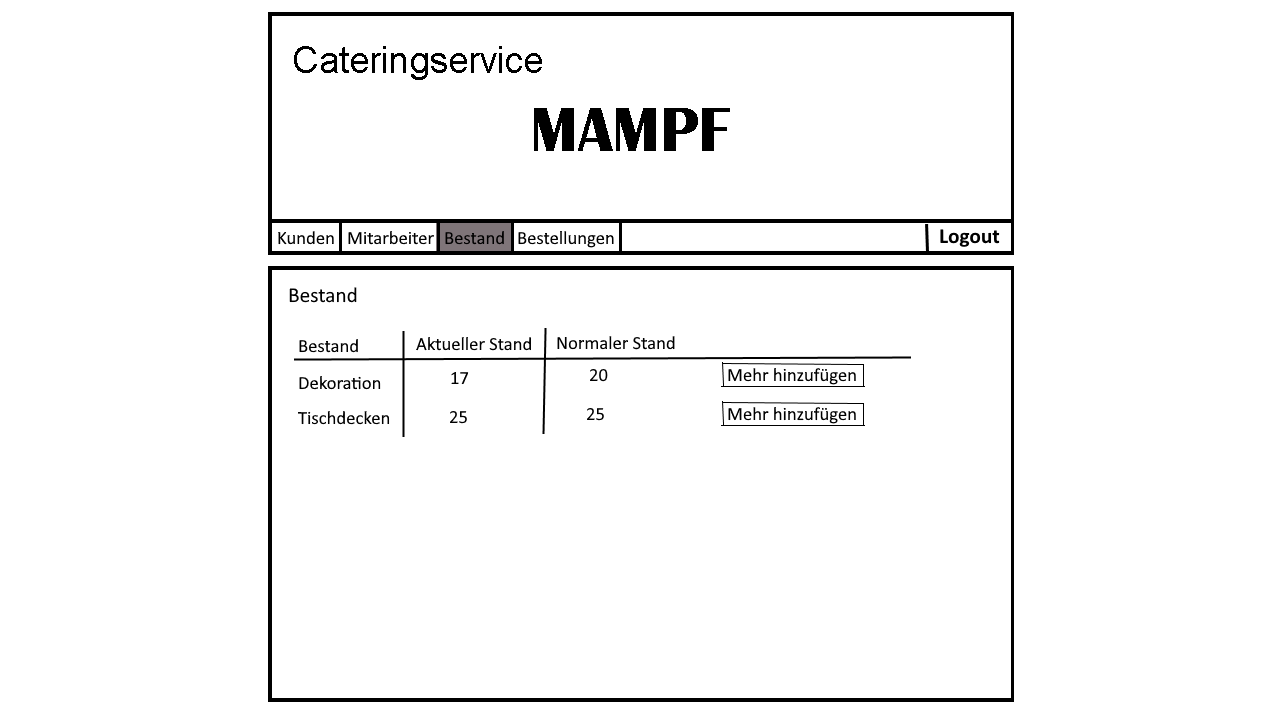 Cateringservice
MAMPF
Kunden Mitarbeiter Bestand Bestellungen Logout
Bestand
Bestand Aktueller Stand Normaler Stand
Dekoration 17 20 Mehr hinzufügen
Tischdecken 25 25 Mehr hinzufügen